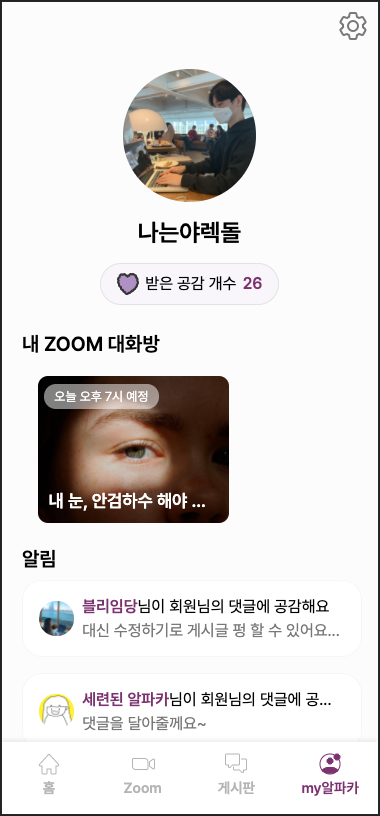 나는야렉돌
받은 공감 개수 26
내 ZOOM 대화방
오늘 오후 7시 예정
내 눈, 안검하수 해야 ...
알림
블리임당님이 회원님의 댓글에 공감해요
대신 수정하기로 게시글 펑 할 수 있어요...
세련된 알파카님이 회원님의 댓글에 공...
댓글을 달아줄께요~
홈
Zoom
게시판
my알파카